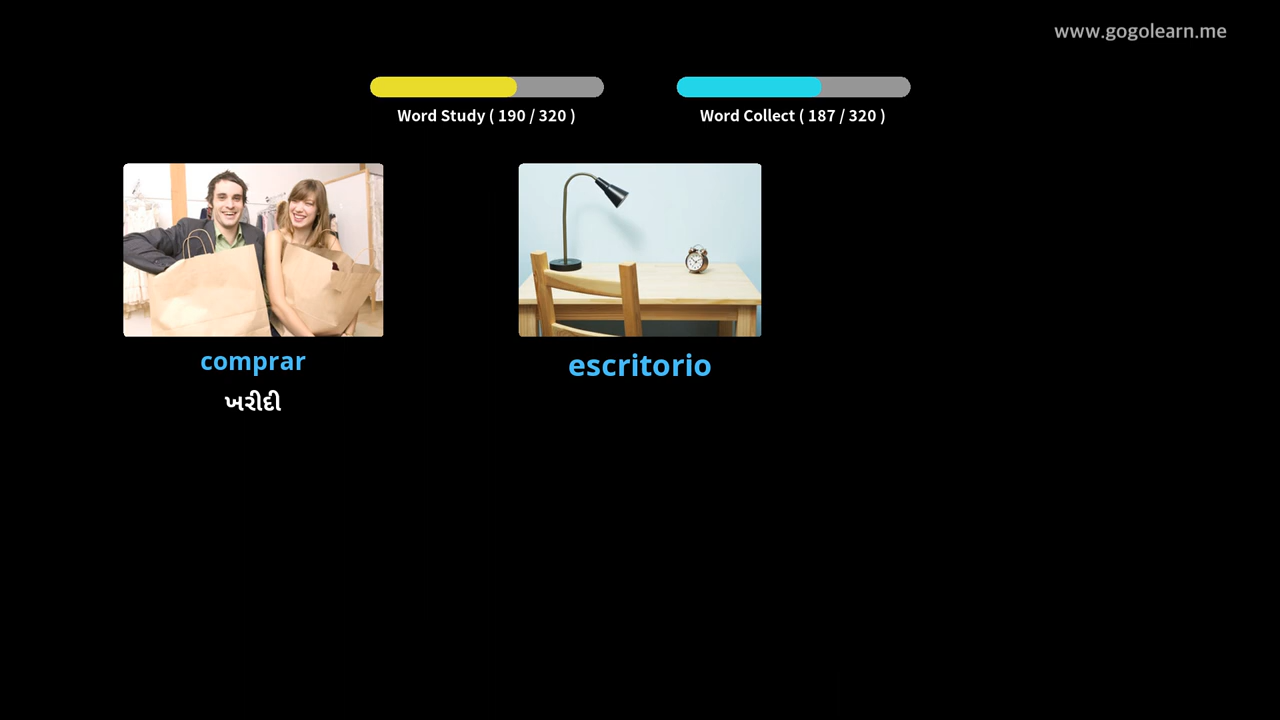 www.gogolearn.me
Word Study ( 190 / 320 )
Word Collect ( 187 / 320 )
comprar
ખરીદી
escritorio